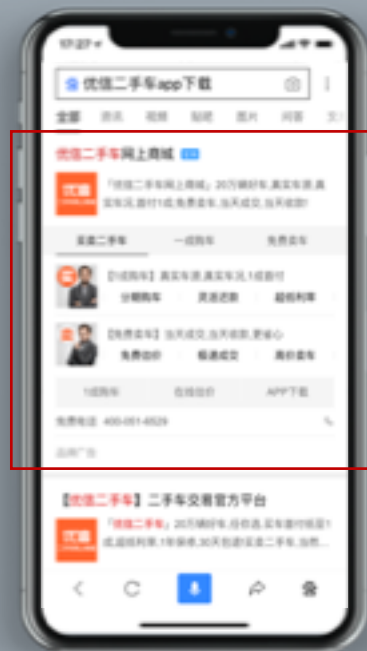 17:27
优信二手车app下载
全部 资讯 视频 贴吧 图片 问答 文
优信二手车网上商城
优信
「优信二手车网上商城」20万辆好车,真实车源,真
实车况,首付1成,免费卖车,当天成交,当天收款!
买卖二手车 一成购车 免费卖车
买
【1成购车】真实车源,真实车况,1成首付
分期购车 灵活还款 超低利率
卖
【免费卖车】当天成交,当天收款,更省心
免费估价 极速成交 高价卖车
1成购车 在线估价 APP下载
免费电话 400-051-6529
品牌广告
【优信二手车】二手车交易官方平台
优信
「优信二手车」20万辆好车,任你选,买车首付低至1
成,超低利率,1年保修,30天包退!买卖二手车,当然...